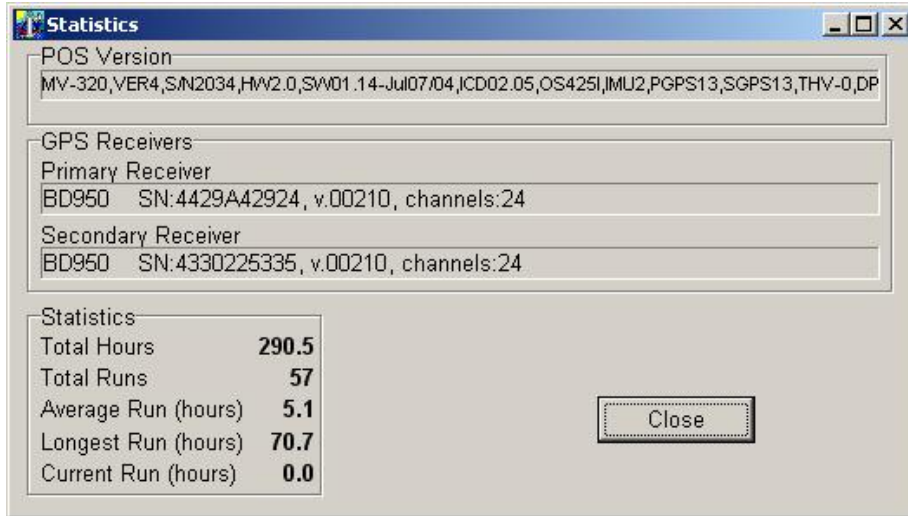 Statistics
POS Version
MV-320,VER4,S/N2034,HW2.0,SW01.14-Jul07/04,ICD02.05,OS425I,IMU2,PGPS13,SGPS13,THV-0,DP
GPS Receivers
Primary Receiver
BD950 SN:4429A42924, v.00210, channels:24
Secondary Receiver
BD950 SN:4330225335, v.00210, channels:24
Statistics
Total Hours 290.5
Total Runs 57
Average Run (hours) 5.1
Longest Run (hours) 70.7
Current Run (hours) 0.0
Close